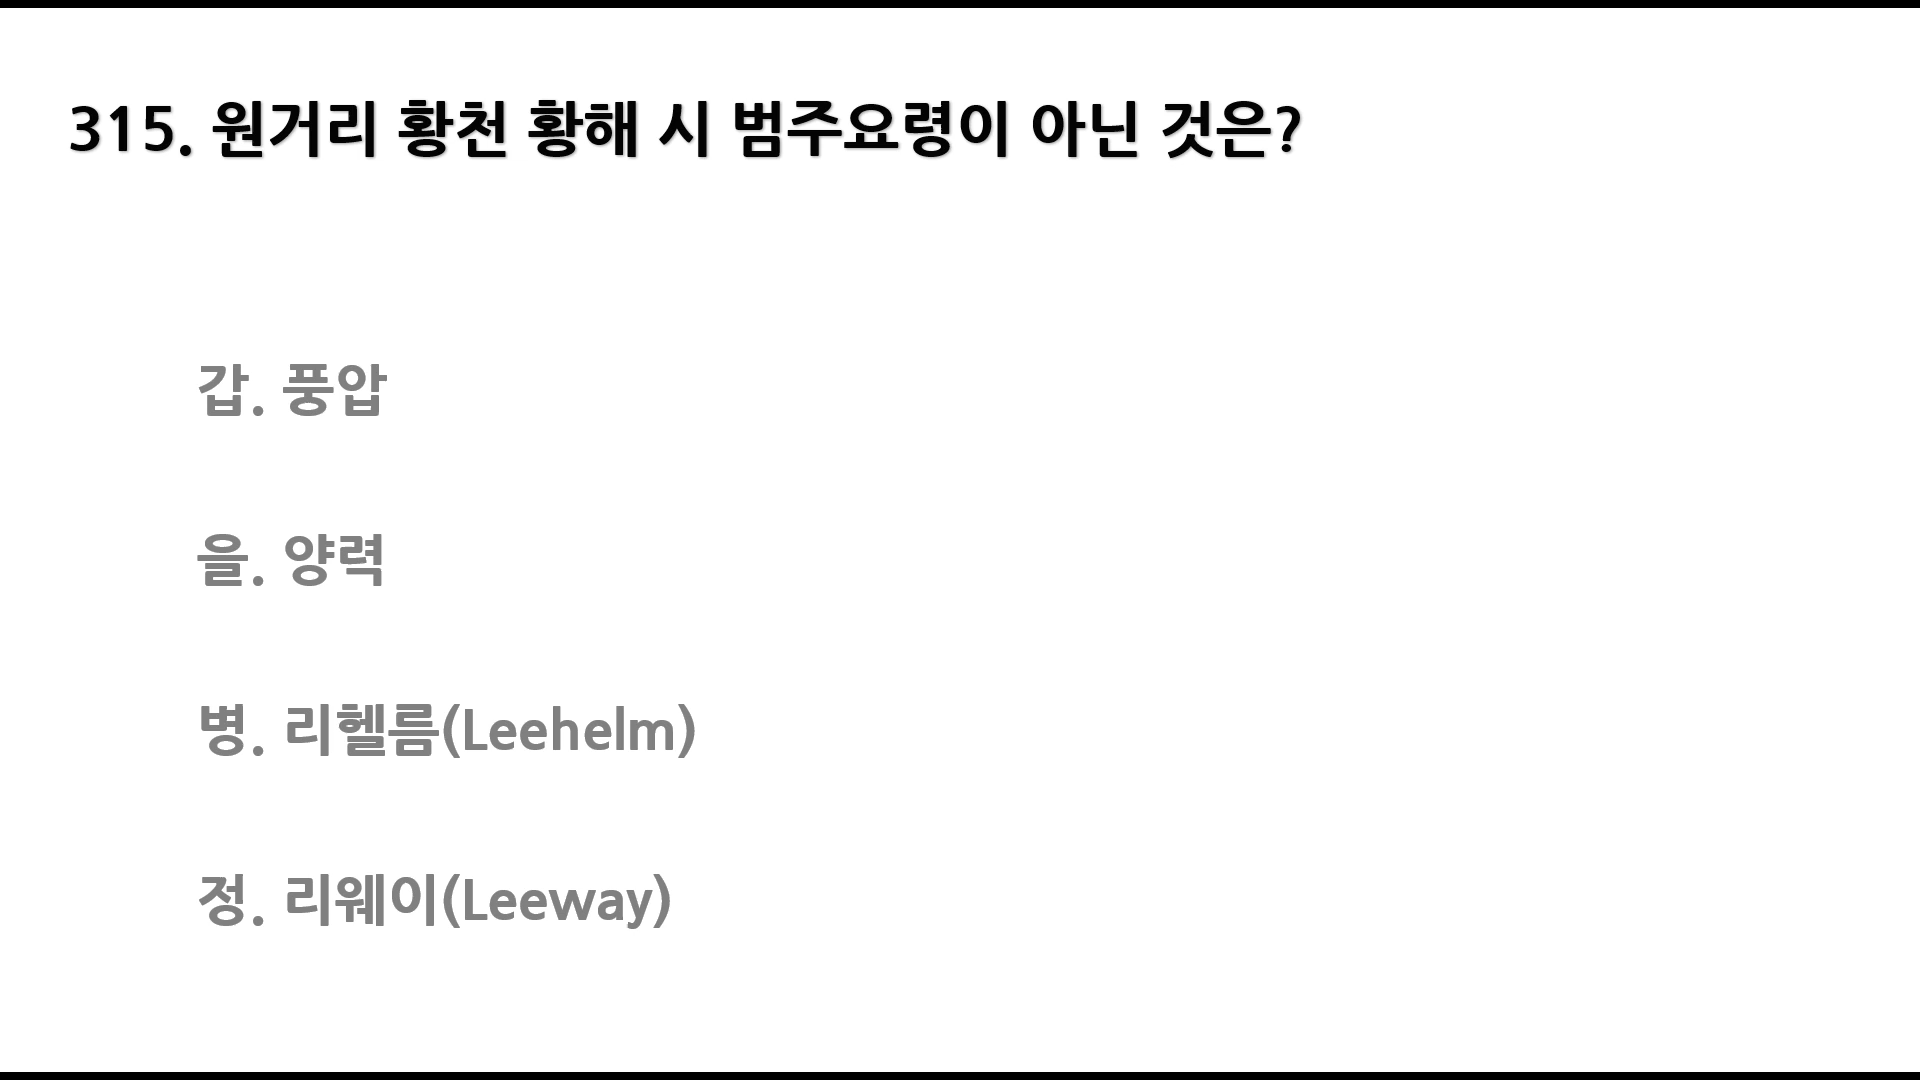 315. 원거리 황천 황해 시 범주요령이 아닌 것은?
갑. 풍압
을. 양력
병. 리헬름(Leehelm)
정. 리웨이(Leeway)